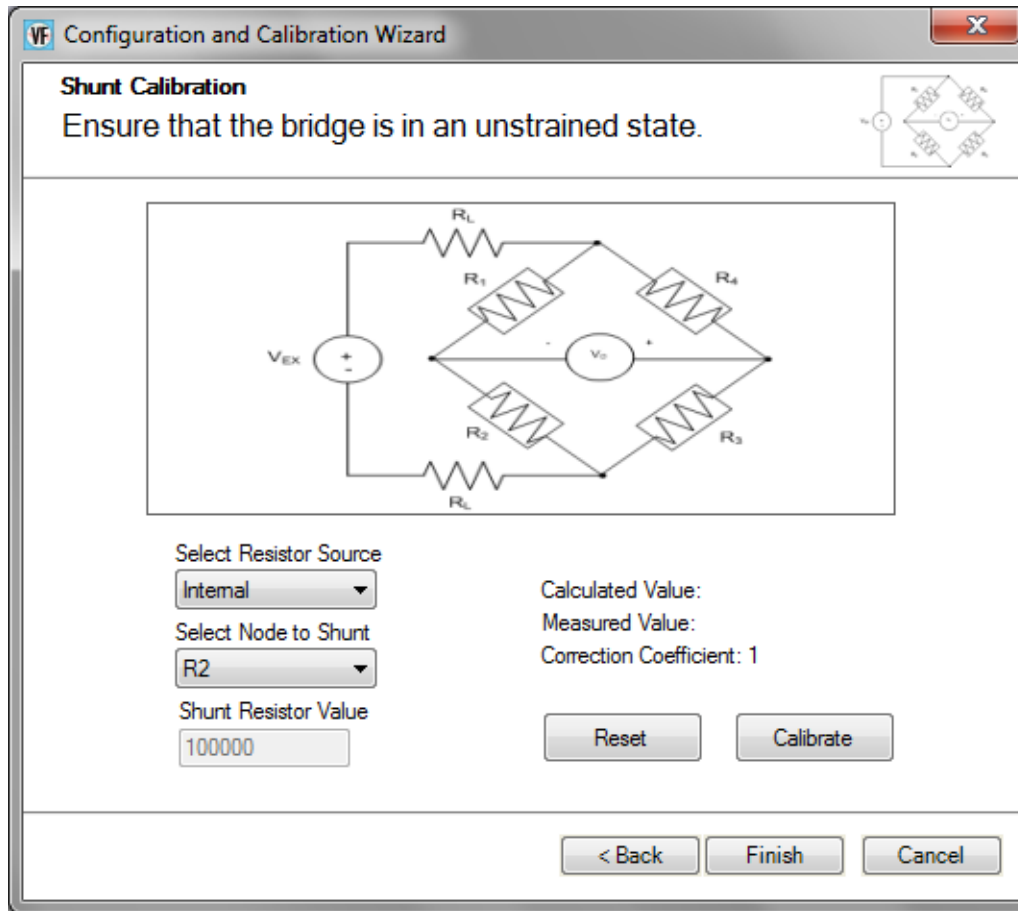 VF Configuration and Calibration Wizard
Shunt Calibration
Ensure that the bridge is in an unstrained state.
RL
R1
R4
VEX
+
-
-
Vo
+
R2
R3
RL
Select Resistor Source
Internal
Select Node to Shunt
R2
Shunt Resistor Value
100000
Calculated Value:
Measured Value:
Correction Coefficient: 1
Reset
Calibrate
< Back
Finish
Cancel